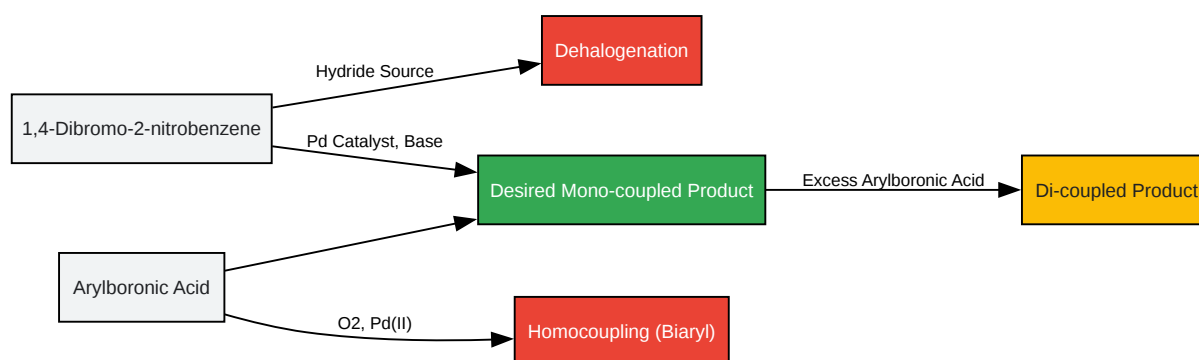 Dehalogenation
Hydride Source
1,4-Dibromo-2-nitrobenzene
Pd Catalyst, Base
Desired Mono-coupled Product
Excess Arylboronic Acid
Di-coupled Product
Arylboronic Acid
O2, Pd(II)
Homocoupling (Biaryl)